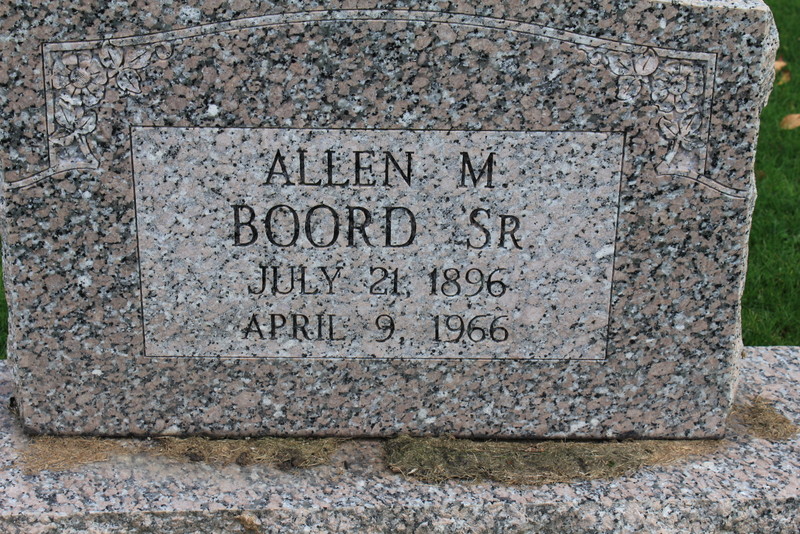 ALLEN M.
BOORD SR
JULY 21, 1896
APRIL 9, 1966